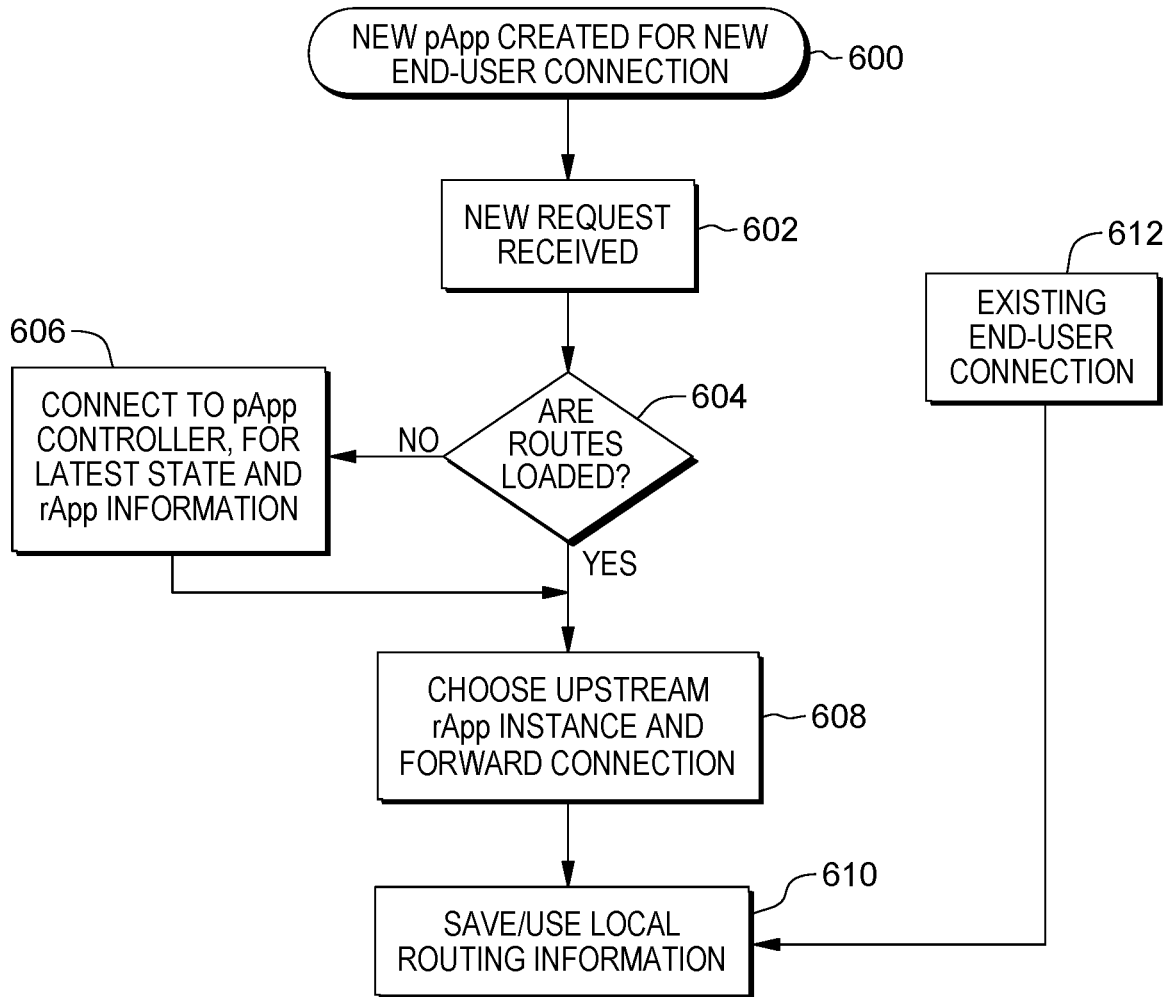 NEW pApp CREATED FOR NEW
END-USER CONNECTION
600
NEW REQUEST
RECEIVED
602
612
EXISTING
END-USER
CONNECTION
606
CONNECT TO pApp
CONTROLLER, FOR
LATEST STATE AND
rApp INFORMATION
NO
ARE
ROUTES
LOADED?
604
YES
CHOOSE UPSTREAM
rApp INSTANCE AND
FORWARD CONNECTION
608
SAVE/USE LOCAL
ROUTING INFORMATION
610